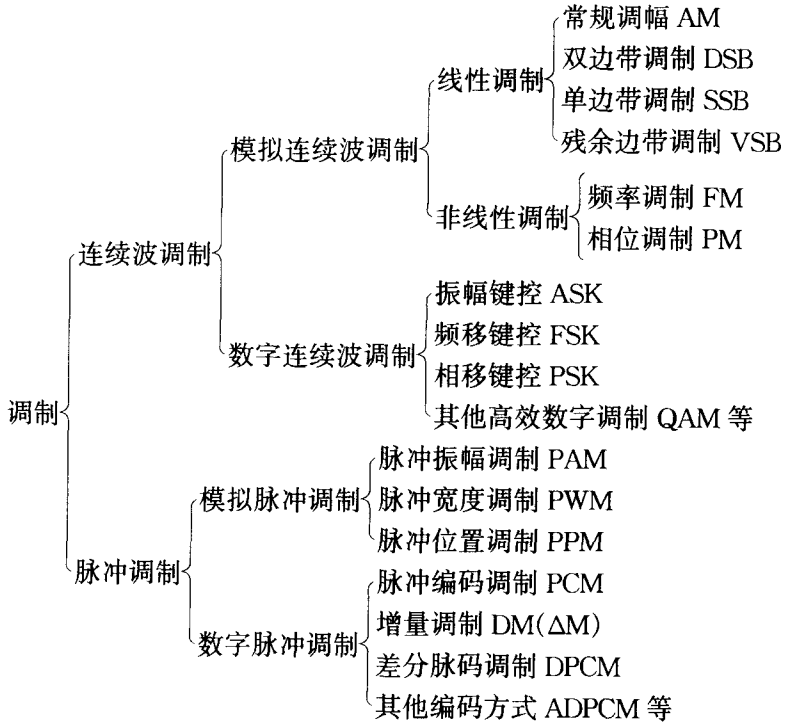 常规调幅 AM
双边带调制 DSB
线性调制
单边带调制 SSB
残余边带调制 VSB
模拟连续波调制
频率调制 FM
非线性调制
相位调制 PM
连续波调制
振幅键控 ASK
频移键控 FSK
数字连续波调制
相移键控 PSK
其他高效数字调制 QAM 等
调制
脉冲振幅调制 PAM
模拟脉冲调制
脉冲宽度调制 PWM
脉冲位置调制 PPM
脉冲调制
脉冲编码调制 PCM
增量调制 DM(ΔM)
数字脉冲调制
差分脉码调制 DPCM
其他编码方式 ADPCM 等